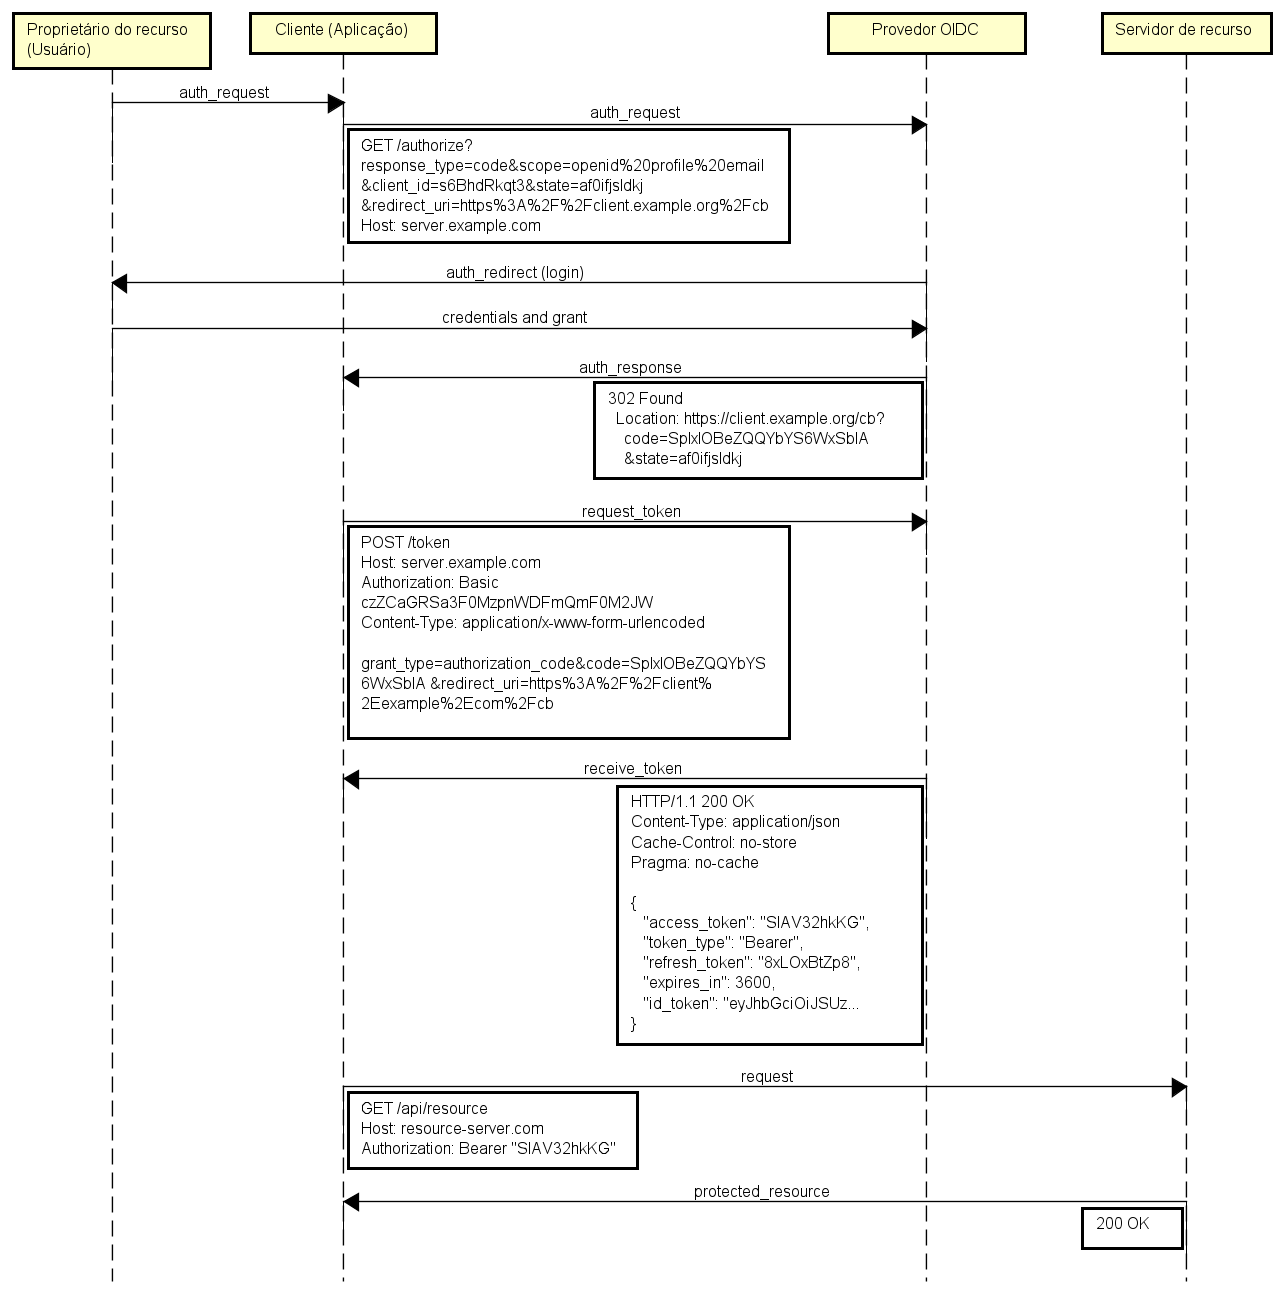 Proprietário do recurso
(Usuário)
Cliente (Aplicação)
Provedor OIDC
Servidor de recurso
auth_request
auth_request
GET /authorize?
response_type=code&scope=openid%20profile%20email
&client_id=s6BhdRkqt3&state=af0ifjsldkj
&redirect_uri=https%3A%2F%2Fclient.example.org%2Fcb
Host: server.example.com
auth_redirect (login)
credentials and grant
auth_response
302 Found
Location: https://client.example.org/cb?
code=SplxlOBeZQQYbYS6WxSbIA
&state=af0ifjsldkj
request_token
POST /token
Host: server.example.com
Authorization: Basic
czZCaGRSa3F0MzpnWDFmQmF0M2JW
Content-Type: application/x-www-form-urlencoded
grant_type=authorization_code&code=SplxlOBeZQQYbYS
6WxSbIA &redirect_uri=https%3A%2F%2Fclient%
2Eexample%2Ecom%2Fcb
receive_token
HTTP/1.1 200 OK
Content-Type: application/json
Cache-Control: no-store
Pragma: no-cache
{
"access_token": "SlAV32hkKG",
"token_type": "Bearer",
"refresh_token": "8xLOxBtZp8",
"expires_in": 3600,
"id_token": "eyJhbGciOiJSUz...
}
request
GET /api/resource
Host: resource-server.com
Authorization: Bearer "SlAV32hkKG"
protected_resource
200 OK